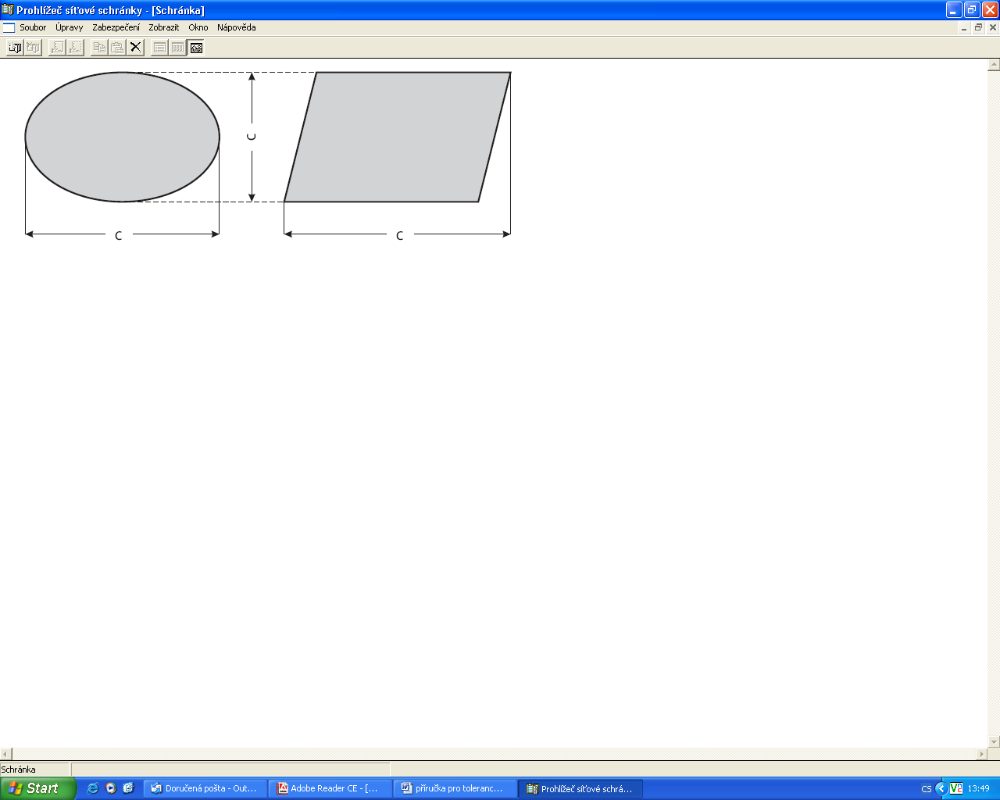 Prohlížeč síťové schránky - [Schránka]
Soubor Úpravy Zabezpečení Zobrazit Okno Nápověda
C
C C
Schránka
Start Doručená pošta - Out... Adobe Reader CE - [... příručka pro toleranc... Prohlížeč síťové schrá... CS 13:49